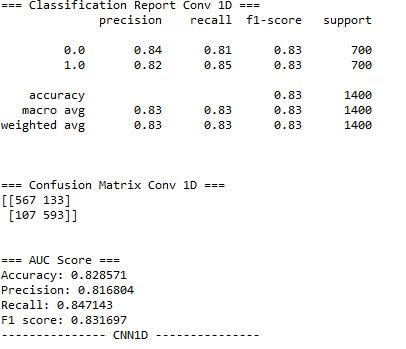 === Classification Report Conv 1D ===
precision recall f1-score support
0.0 0.84 0.81 0.83 700
1.0 0.82 0.85 0.83 700
accuracy 0.83 1400
macro avg 0.83 0.83 0.83 1400
weighted avg 0.83 0.83 0.83 1400
=== Confusion Matrix Conv 1D ===
[[567 133]
[107 593]]
=== AUC Score ===
Accuracy: 0.828571
Precision: 0.816804
Recall: 0.847143
F1 score: 0.831697
--------------- CNN1D ---------------